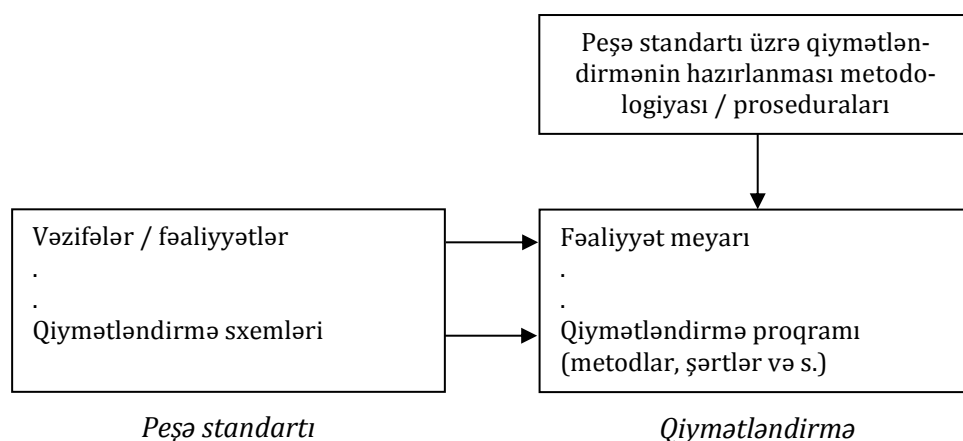 Peşə standartı üzrə qiymətlən-
dirmənin hazırlanması metodo-
logiyası / proseduraları
Vəzifələr / fəaliyyətlər
.
.
Qiymətləndirmə sxemləri
Fəaliyyət meyarı
.
.
Qiymətləndirmə proqramı
(metodlar, şərtlər və s.)
Peşə standartı
Qiymətləndirmə